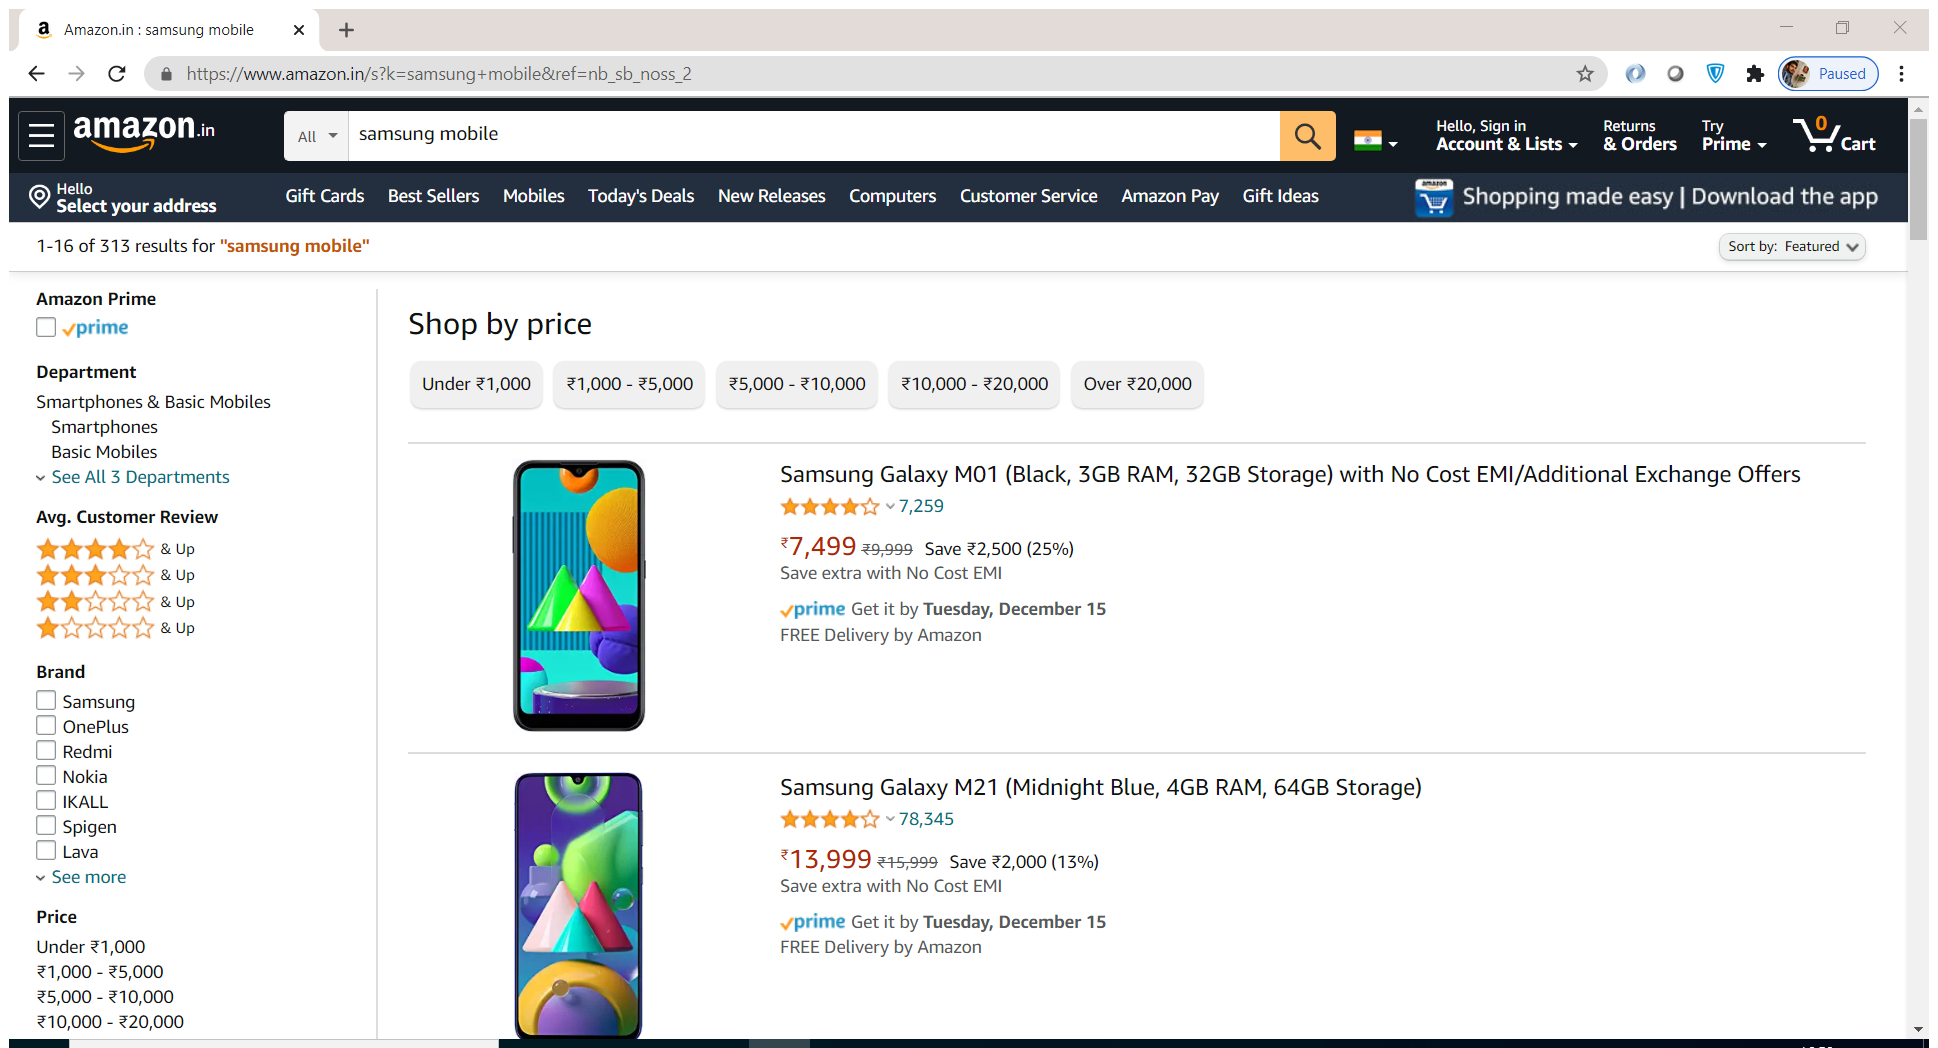 Amazon.in : samsung mobile
https://www.amazon.in/s?k=samsung+mobile&ref=nb_sb_noss_2
Paused
amazon.in
All
samsung mobile
Hello, Sign in
Account & Lists
Returns
& Orders
Try
Prime
0
Cart
Hello
Select your address
Gift Cards
Best Sellers
Mobiles
Today's Deals
New Releases
Computers
Customer Service
Amazon Pay
Gift Ideas
amazon
Shopping made easy | Download the app
1-16 of 313 results for "samsung mobile"
Sort by: Featured
Amazon Prime
prime
Department
Smartphones & Basic Mobiles
Smartphones
Basic Mobiles
See All 3 Departments
Avg. Customer Review
& Up
& Up
& Up
& Up
Brand
Samsung
OnePlus
Redmi
Nokia
IKALL
Spigen
Lava
See more
Price
Under ₹1,000
₹1,000 - ₹5,000
₹5,000 - ₹10,000
₹10,000 - ₹20,000
Shop by price
Under ₹1,000
₹1,000 - ₹5,000
₹5,000 - ₹10,000
₹10,000 - ₹20,000
Over ₹20,000
Samsung Galaxy M01 (Black, 3GB RAM, 32GB Storage) with No Cost EMI/Additional Exchange Offers
7,259
₹7,499 ₹9,999 Save ₹2,500 (25%)
Save extra with No Cost EMI
prime Get it by Tuesday, December 15
FREE Delivery by Amazon
Samsung Galaxy M21 (Midnight Blue, 4GB RAM, 64GB Storage)
78,345
₹13,999 ₹15,999 Save ₹2,000 (13%)
Save extra with No Cost EMI
prime Get it by Tuesday, December 15
FREE Delivery by Amazon